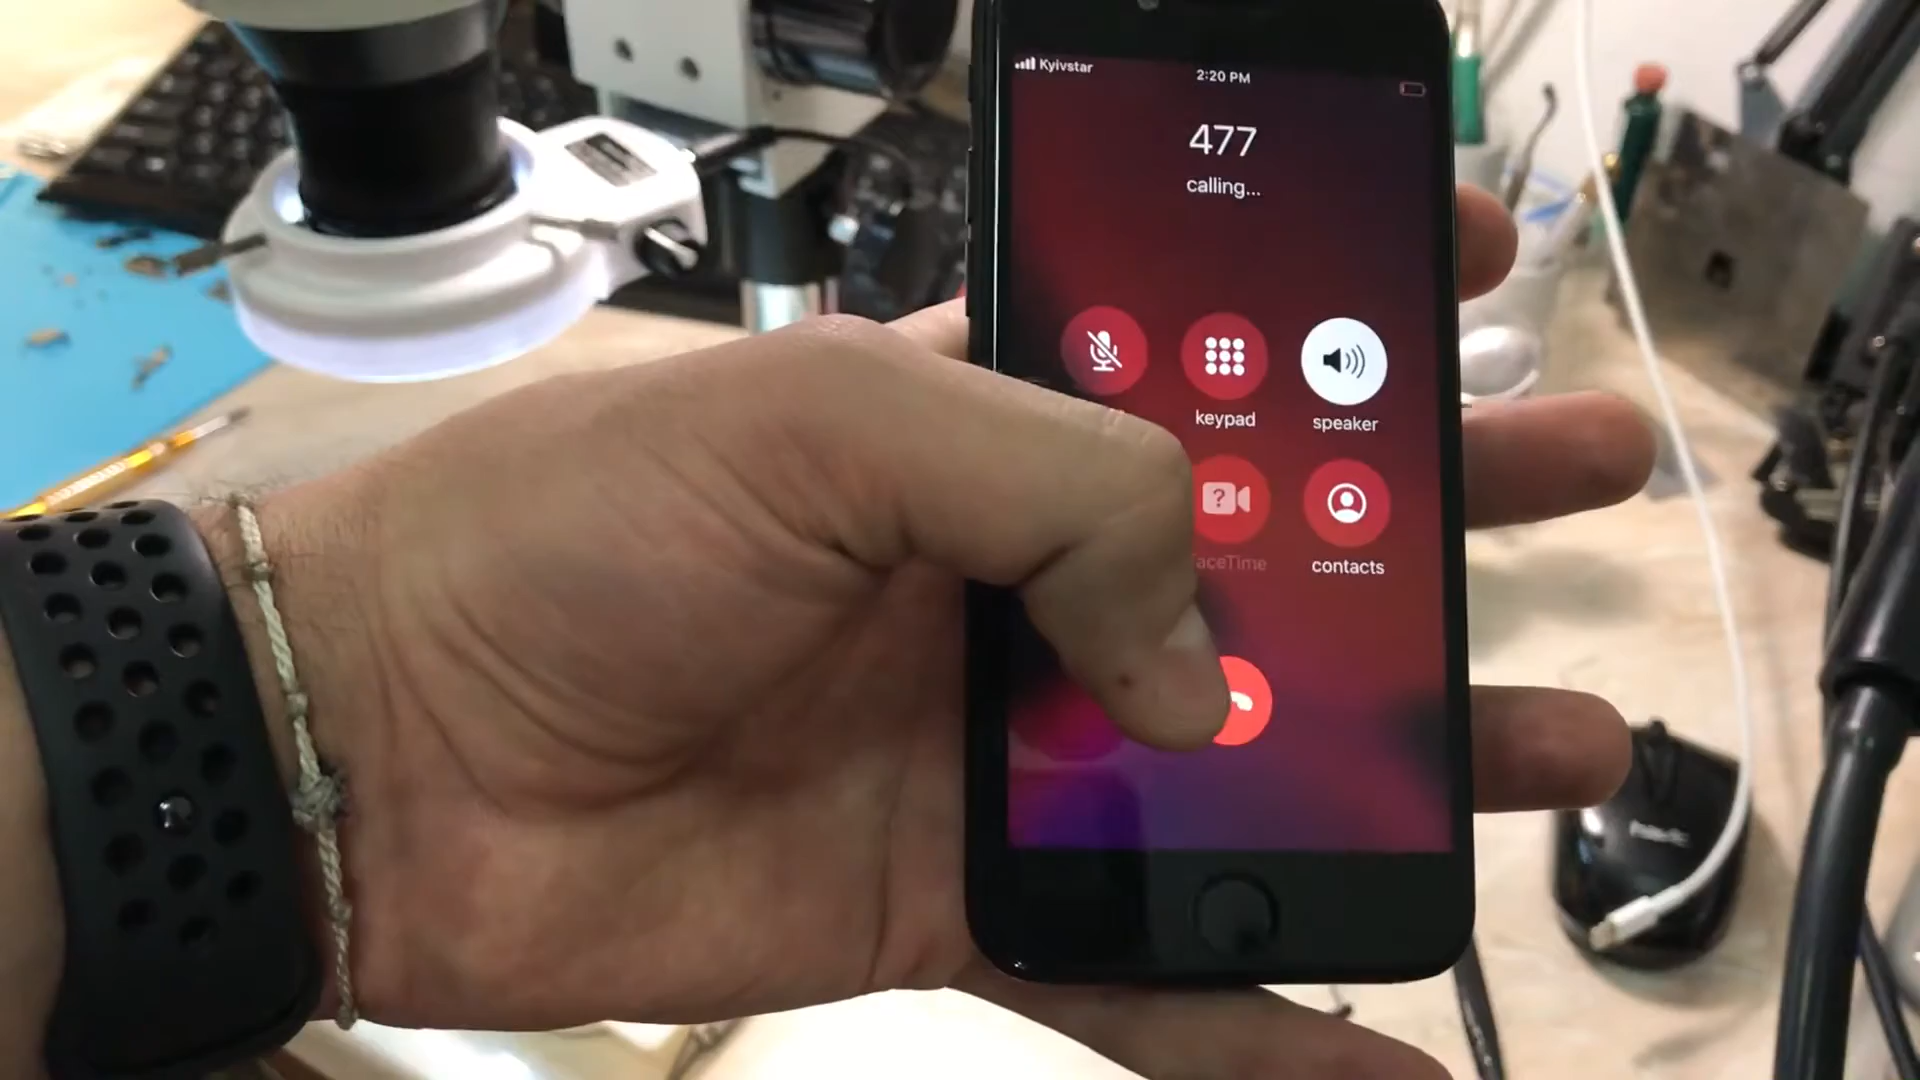 Kyivstar
2:20 PM
477
calling...
keypad
speaker
aceTime
contacts